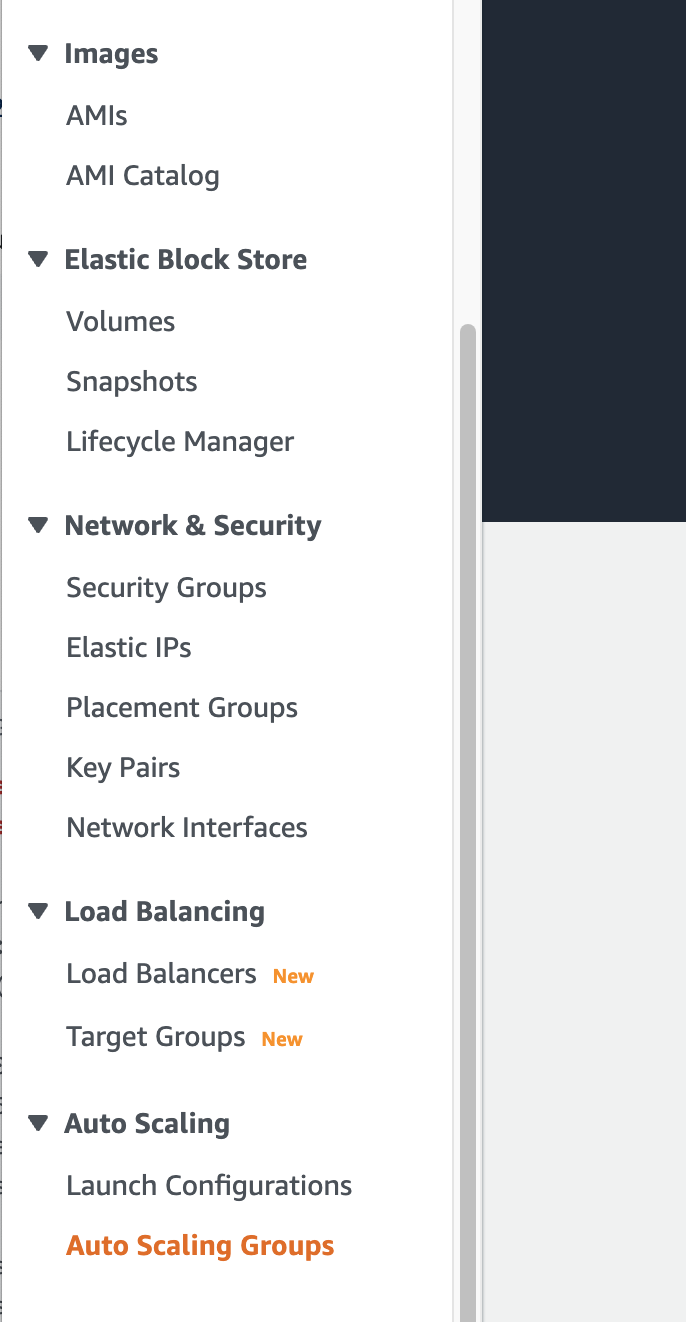 Images
AMIs
AMI Catalog
Elastic Block Store
Volumes
Snapshots
Lifecycle Manager
Network & Security
Security Groups
Elastic IPs
Placement Groups
Key Pairs
Network Interfaces
Load Balancing
Load Balancers New
Target Groups New
Auto Scaling
Launch Configurations
Auto Scaling Groups